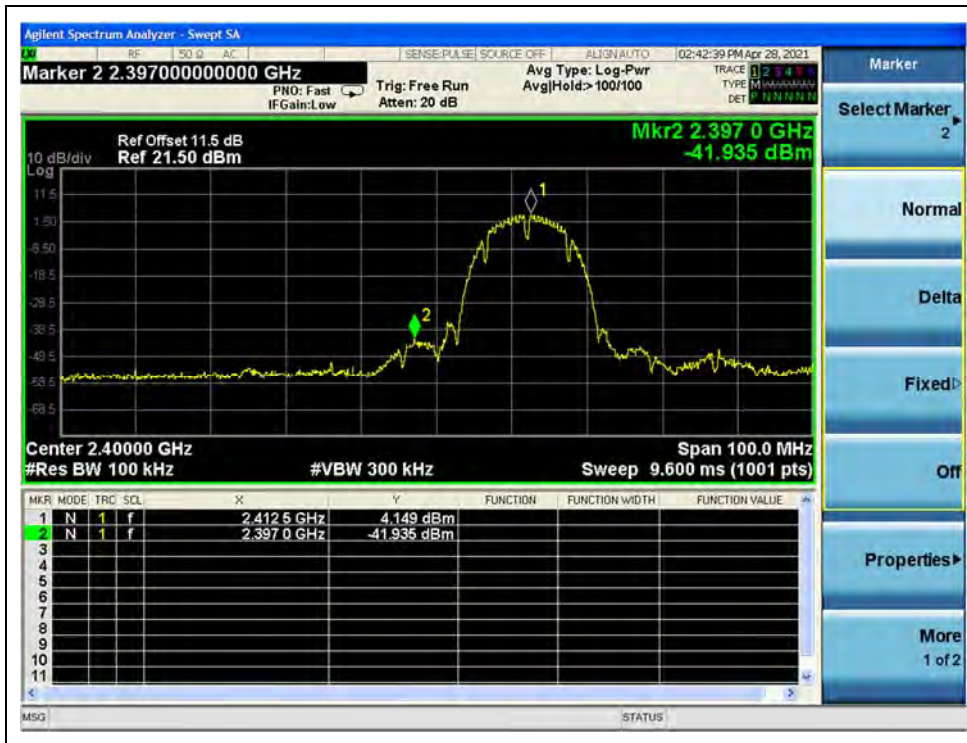 Agilent Spectrum Analyzer - Swept SA
LXI RF 50 Ω AC SENSE:PULSE SOURCE OFF ALIGNAUTO 02:42:39 PM Apr 28, 2021
Marker 2 2.397000000000 GHz
PNO: Fast
IFGain:Low
Trig: Free Run
Atten: 20 dB
Avg Type: Log-Pwr
Avg|Hold:>100/100
TRACE 1 2 3 4 5 6
TYPE M
DET P N N N N N
Mkr2 2.397 0 GHz
-41.935 dBm
Ref Offset 11.5 dB
10 dB/div Ref 21.50 dBm
Log
11.5
1.50
-8.50
-18.5
-28.5
-38.5
-48.5
-58.5
-68.5
1
2
Center 2.40000 GHz Span 100.0 MHz
#Res BW 100 kHz #VBW 300 kHz Sweep 9.600 ms (1001 pts)
MKR MODE TRC SCL X Y FUNCTION FUNCTION WIDTH FUNCTION VALUE
1 N 1 f 2.412 5 GHz 4.149 dBm
2 N 1 f 2.397 0 GHz -41.935 dBm
3
4
5
6
7
8
9
10
11
MSG STATUS
Marker
Select Marker
2
Normal
Delta
Fixed
Off
Properties
More
1 of 2